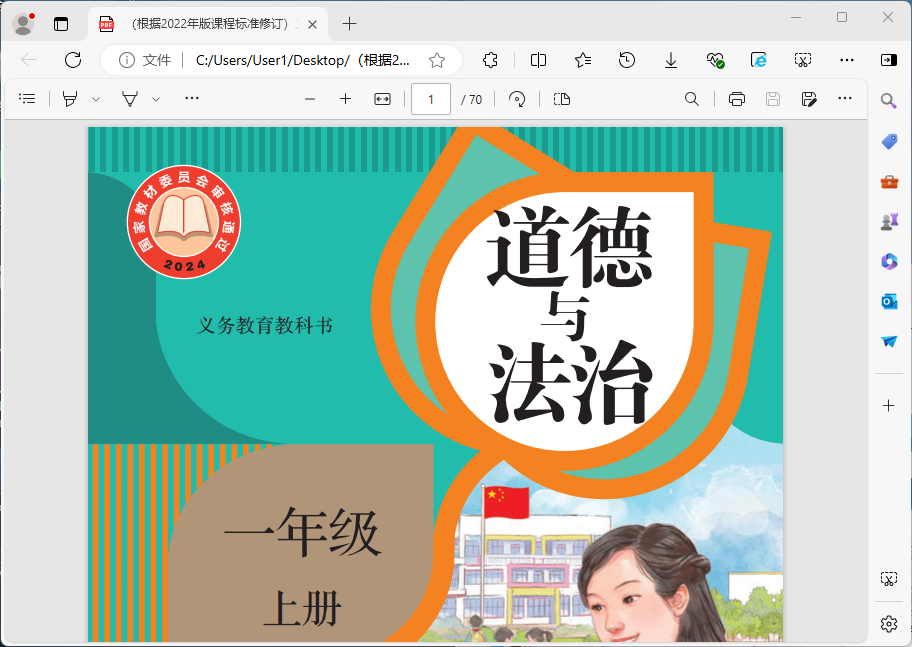 PDF
（根据2022年版课程标准修订）
文件
C:/Users/User1/Desktop/（根据2...
1
/ 70
国家教材委员会审核通过
2024
道德
与
法治
义务教育教科书
一年级
上册